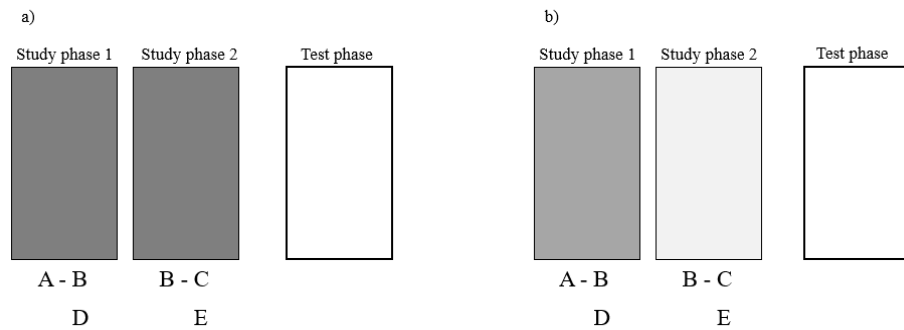 a)
Study phase 1 Study phase 2 Test phase
A - B B - C
D E
b)
Study phase 1 Study phase 2 Test phase
A - B B - C
D E